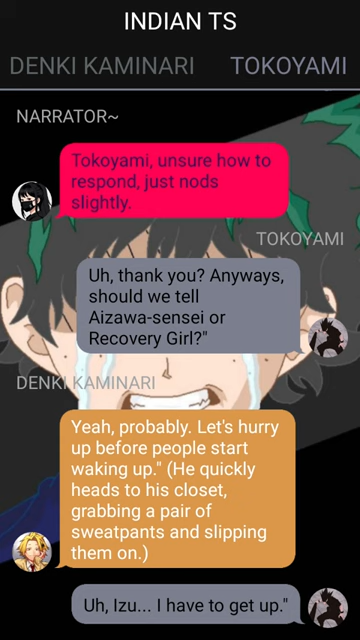 INDIAN TS
DENKI KAMINARI TOKOYAMI
NARRATOR~
Tokoyami, unsure how to
respond, just nods
slightly.
TOKOYAMI
Uh, thank you? Anyways,
should we tell
Aizawa-sensei or
Recovery Girl?"
DENKI KAMINARI
Yeah, probably. Let's hurry
up before people start
waking up." (He quickly
heads to his closet,
grabbing a pair of
sweatpants and slipping
them on.)
Uh, Izu... I have to get up."